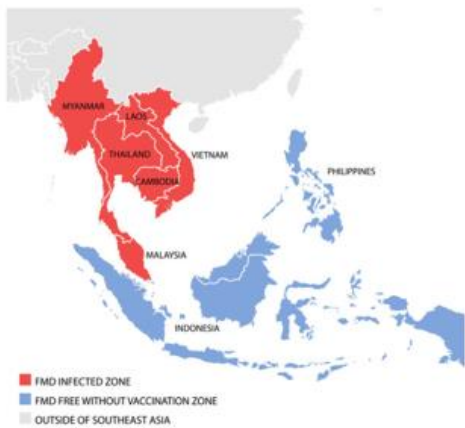 MYANMAR
LAOS
THAILAND
VIETNAM
CAMBODIA
PHILIPPINES
MALAYSIA
INDONESIA
FMD INFECTED ZONE
FMD FREE WITHOUT VACCINATION ZONE
OUTSIDE OF SOUTHEAST ASIA